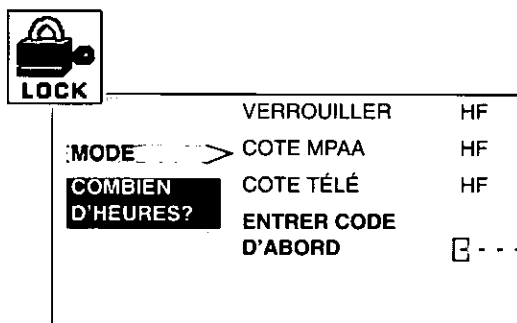 LOCK
VERROUILLER HF
MODE COTE MPAA HF
COMBIEN COTE TÉLÉ HF
D'HEURES?
ENTRER CODE
D'ABORD - - -